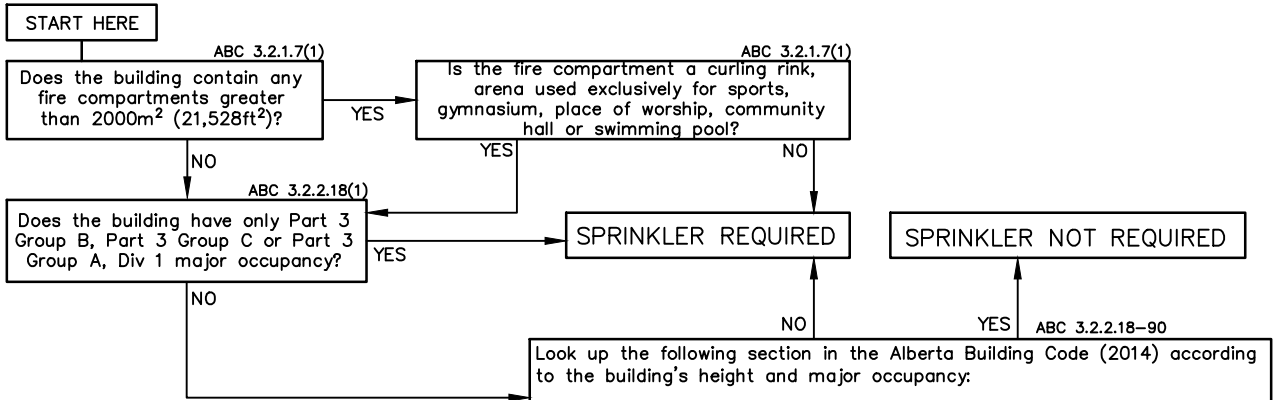 START HERE
ABC 3.2.1.7(1)
Does the building contain any
fire compartments greater
than 2000m² (21,528ft²)?
YES
ABC 3.2.1.7(1)
Is the fire compartment a curling rink,
arena used exclusively for sports,
gymnasium, place of worship, community
hall or swimming pool?
YES
NO
NO
ABC 3.2.2.18(1)
Does the building have only Part 3
Group B, Part 3 Group C or Part 3
Group A, Div 1 major occupancy?
YES
SPRINKLER REQUIRED
SPRINKLER NOT REQUIRED
NO
NO
YES
ABC 3.2.2.18-90
Look up the following section in the Alberta Building Code (2014) according
to the building's height and major occupancy: